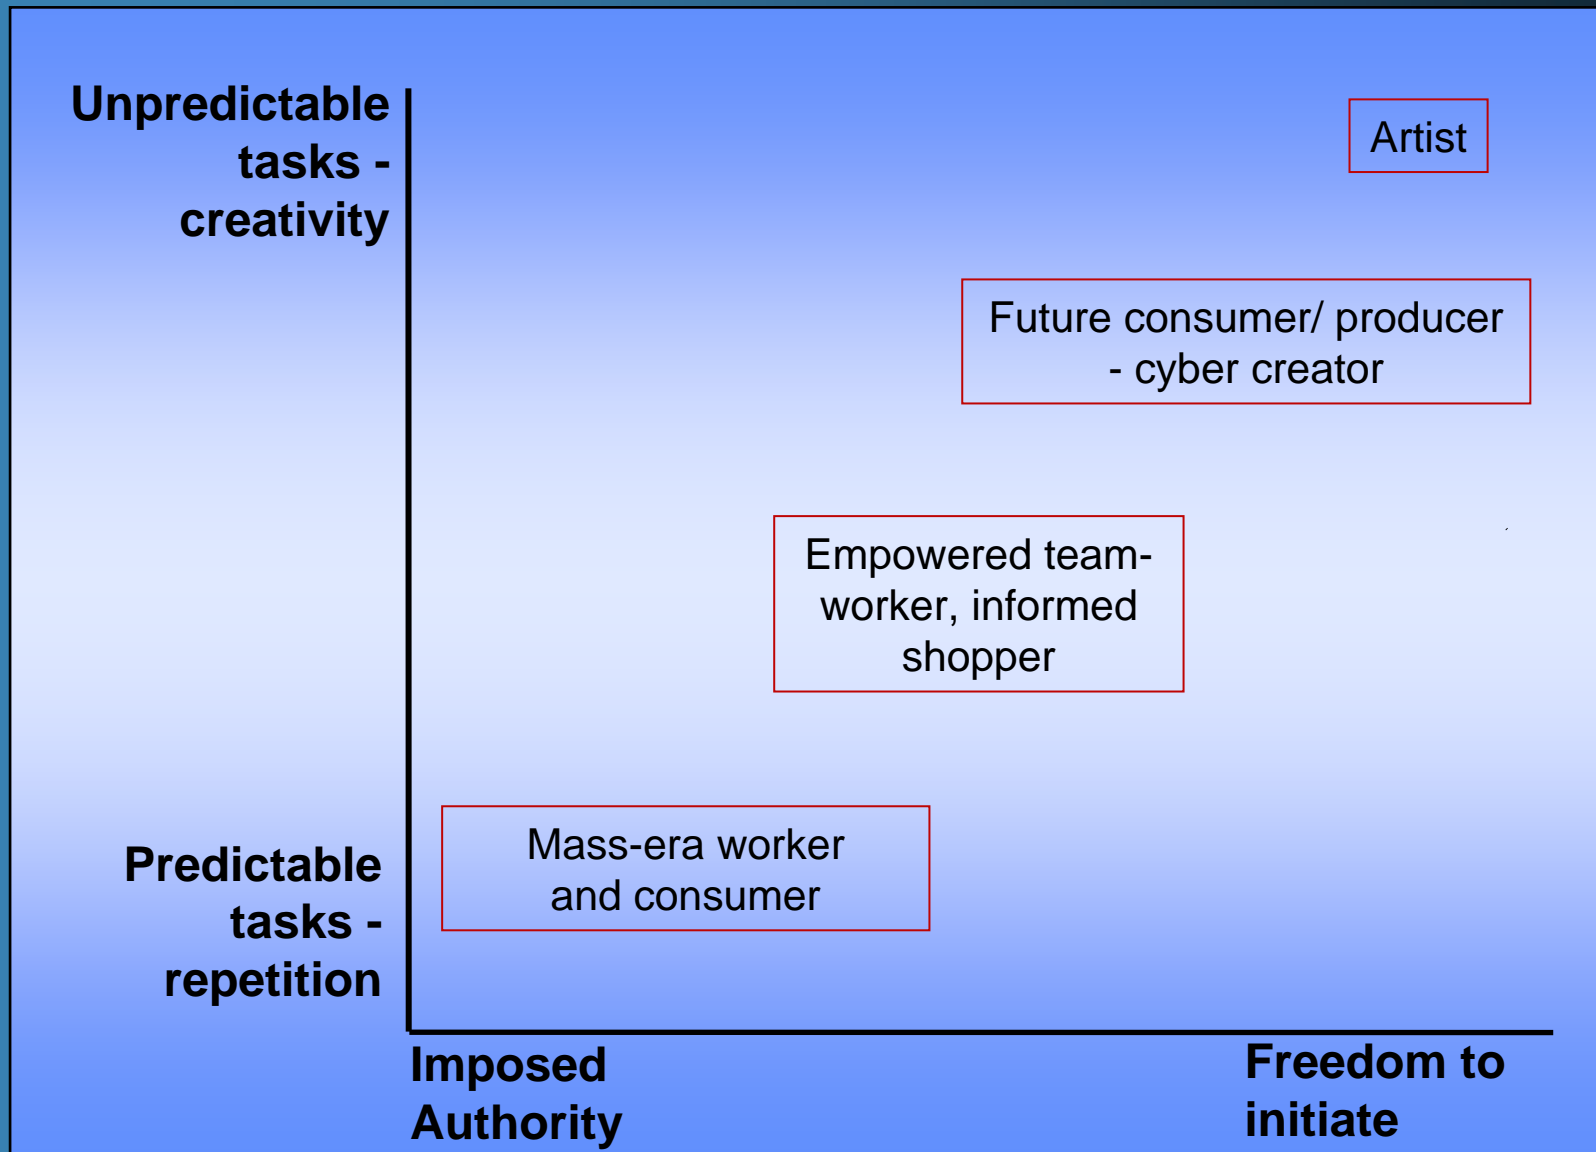 Unpredictable
tasks -
creativity
Artist
Future consumer/ producer
- cyber creator
Empowered team-
worker, informed
shopper
Mass-era worker
and consumer
Predictable
tasks -
repetition
Imposed
Authority
Freedom to
initiate